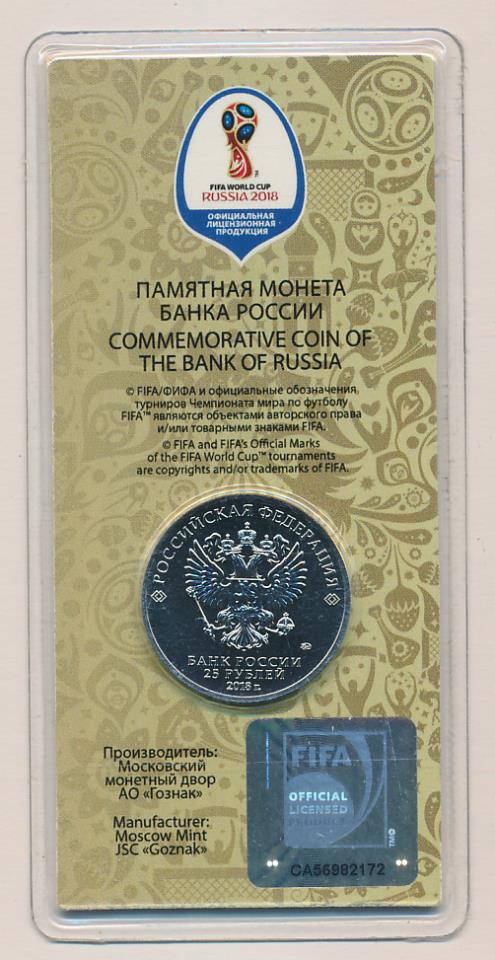 FIFA WORLD CUP
RUSSIA 2018
ОФИЦИАЛЬНАЯ
ЛИЦЕНЗИОННАЯ
ПРОДУКЦИЯ
ПАМЯТНАЯ МОНЕТА
БАНКА РОССИИ
COMMEMORATIVE COIN OF
THE BANK OF RUSSIA
© FIFA/ФИФА и официальные обозначения
турниров Чемпионата мира по футболу
FIFA™ являются объектами авторского права
и/или товарными знаками FIFA.
© FIFA and FIFA's Official Marks
of the FIFA World Cup™ tournaments
are copyrights and/or trademarks of FIFA.
РОССИЙСКАЯ ФЕДЕРАЦИЯ
БАНК РОССИИ
25 РУБЛЕЙ
2018 г.
Производитель:
Московский
монетный двор
АО «Гознак»
Manufacturer:
Moscow Mint
JSC «Goznak»
FIFA
OFFICIAL
LICENSED
PRODUCT
TM©
CA56982172